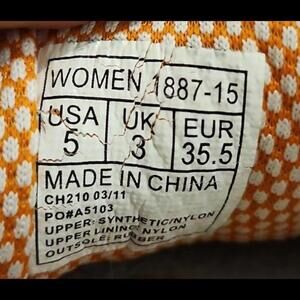 WOMEN 1887-15
USA UK EUR
5 3 35.5
MADE IN CHINA
CH210 03/11
PO#A5103
UPPER: SYNTHETIC/NYLON
UPPER LINING: NYLON
OUTSOLE: RUBBER